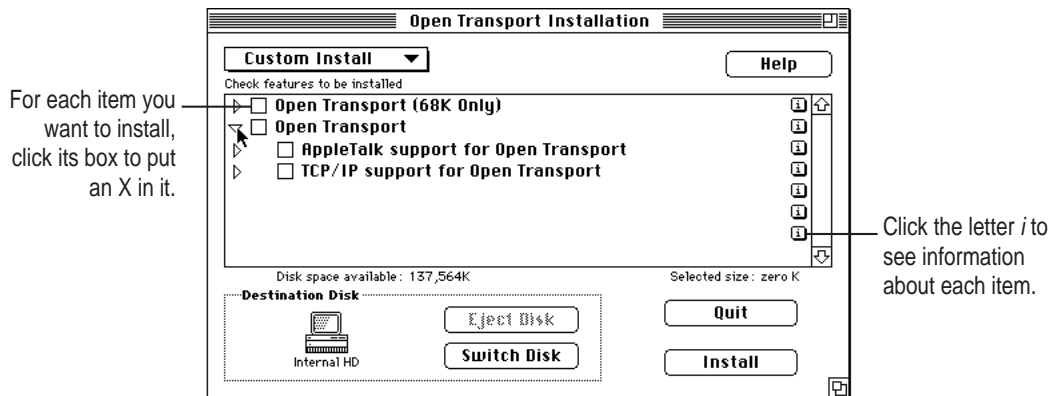 Open Transport Installation
Custom Install
Help
Check features to be installed
For each item you
want to install,
click its box to put
an X in it.
Open Transport (68K Only)
Open Transport
AppleTalk support for Open Transport
TCP/IP support for Open Transport
i
i
i
i
i
i
i
Click the letter i to
see information
about each item.
Disk space available: 137,564K
Selected size: zero K
Destination Disk
Internal HD
Eject Disk
Switch Disk
Quit
Install